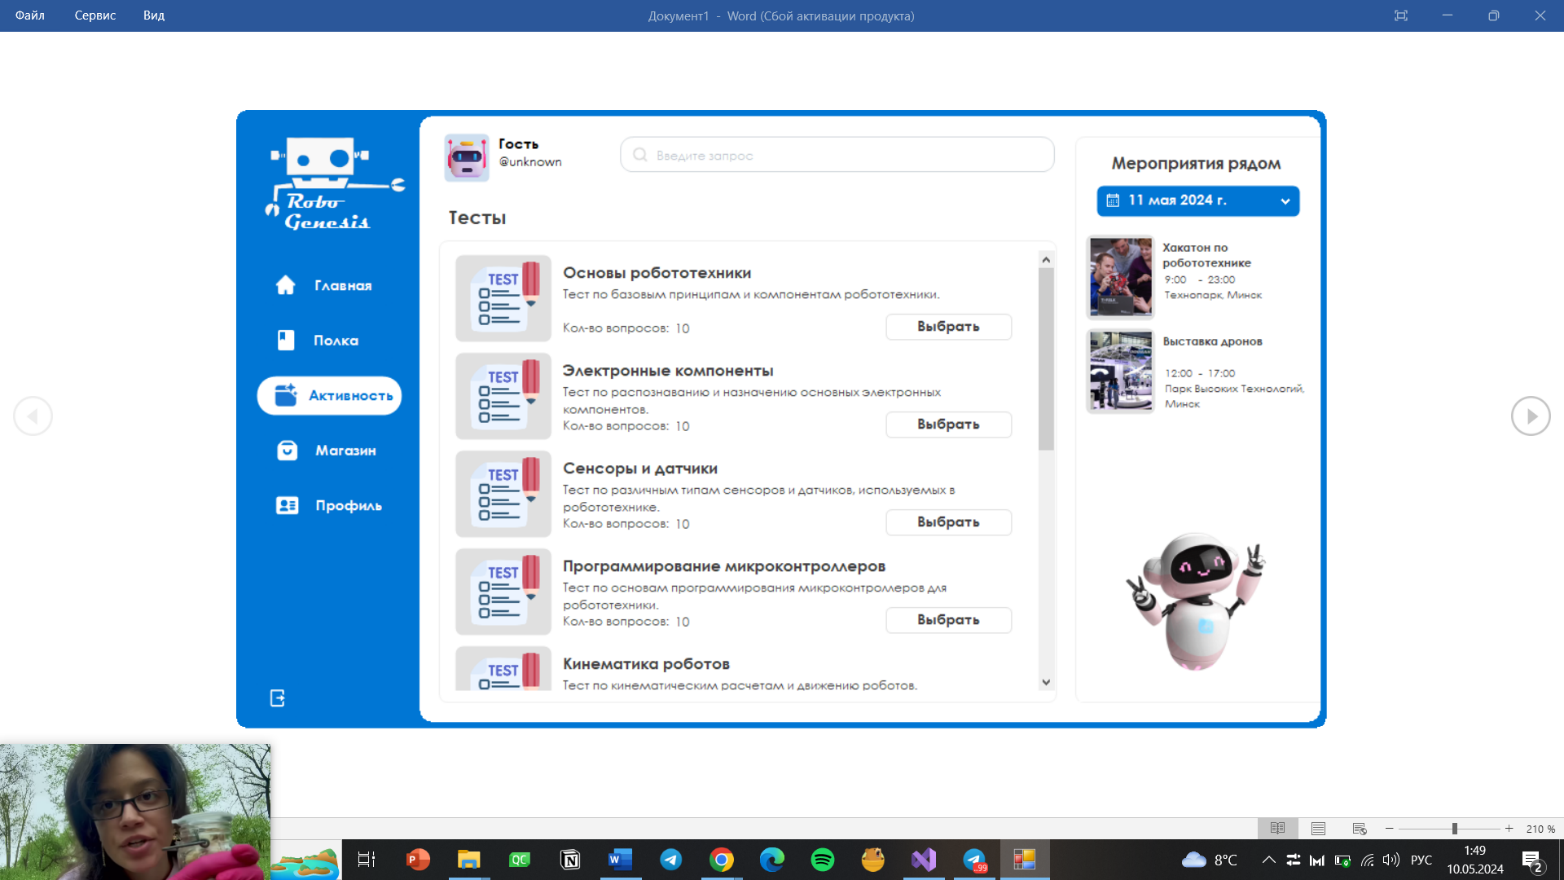 Файл Сервис Вид
Документ1 - Word (Сбой активации продукта)
Robo
Genesis
Главная
Полка
Активность
Магазин
Профиль
Гость
@unknown
Введите запрос
Тесты
TEST
Основы робототехники
Тест по базовым принципам и компонентам робототехники.
Кол-во вопросов: 10
Выбрать
TEST
Электронные компоненты
Тест по распознаванию и назначению основных электронных
компонентов.
Кол-во вопросов: 10
Выбрать
TEST
Сенсоры и датчики
Тест по различным типам сенсоров и датчиков, используемых в
робототехнике.
Кол-во вопросов: 10
Выбрать
TEST
Программирование микроконтроллеров
Тест по основам программирования микроконтроллеров для
робототехники.
Кол-во вопросов: 10
Выбрать
TEST
Кинематика роботов
Тест по кинематическим расчетам и движению роботов.
Мероприятия рядом
11 мая 2024 г.
Хакатон по
робототехнике
9:00 - 23:00
Технопарк, Минск
Выставка дронов
12:00 - 17:00
Парк Высоких Технологий,
Минск
210 %
P
QC
N
W
99
8°C
РУС
1:49
10.05.2024
2